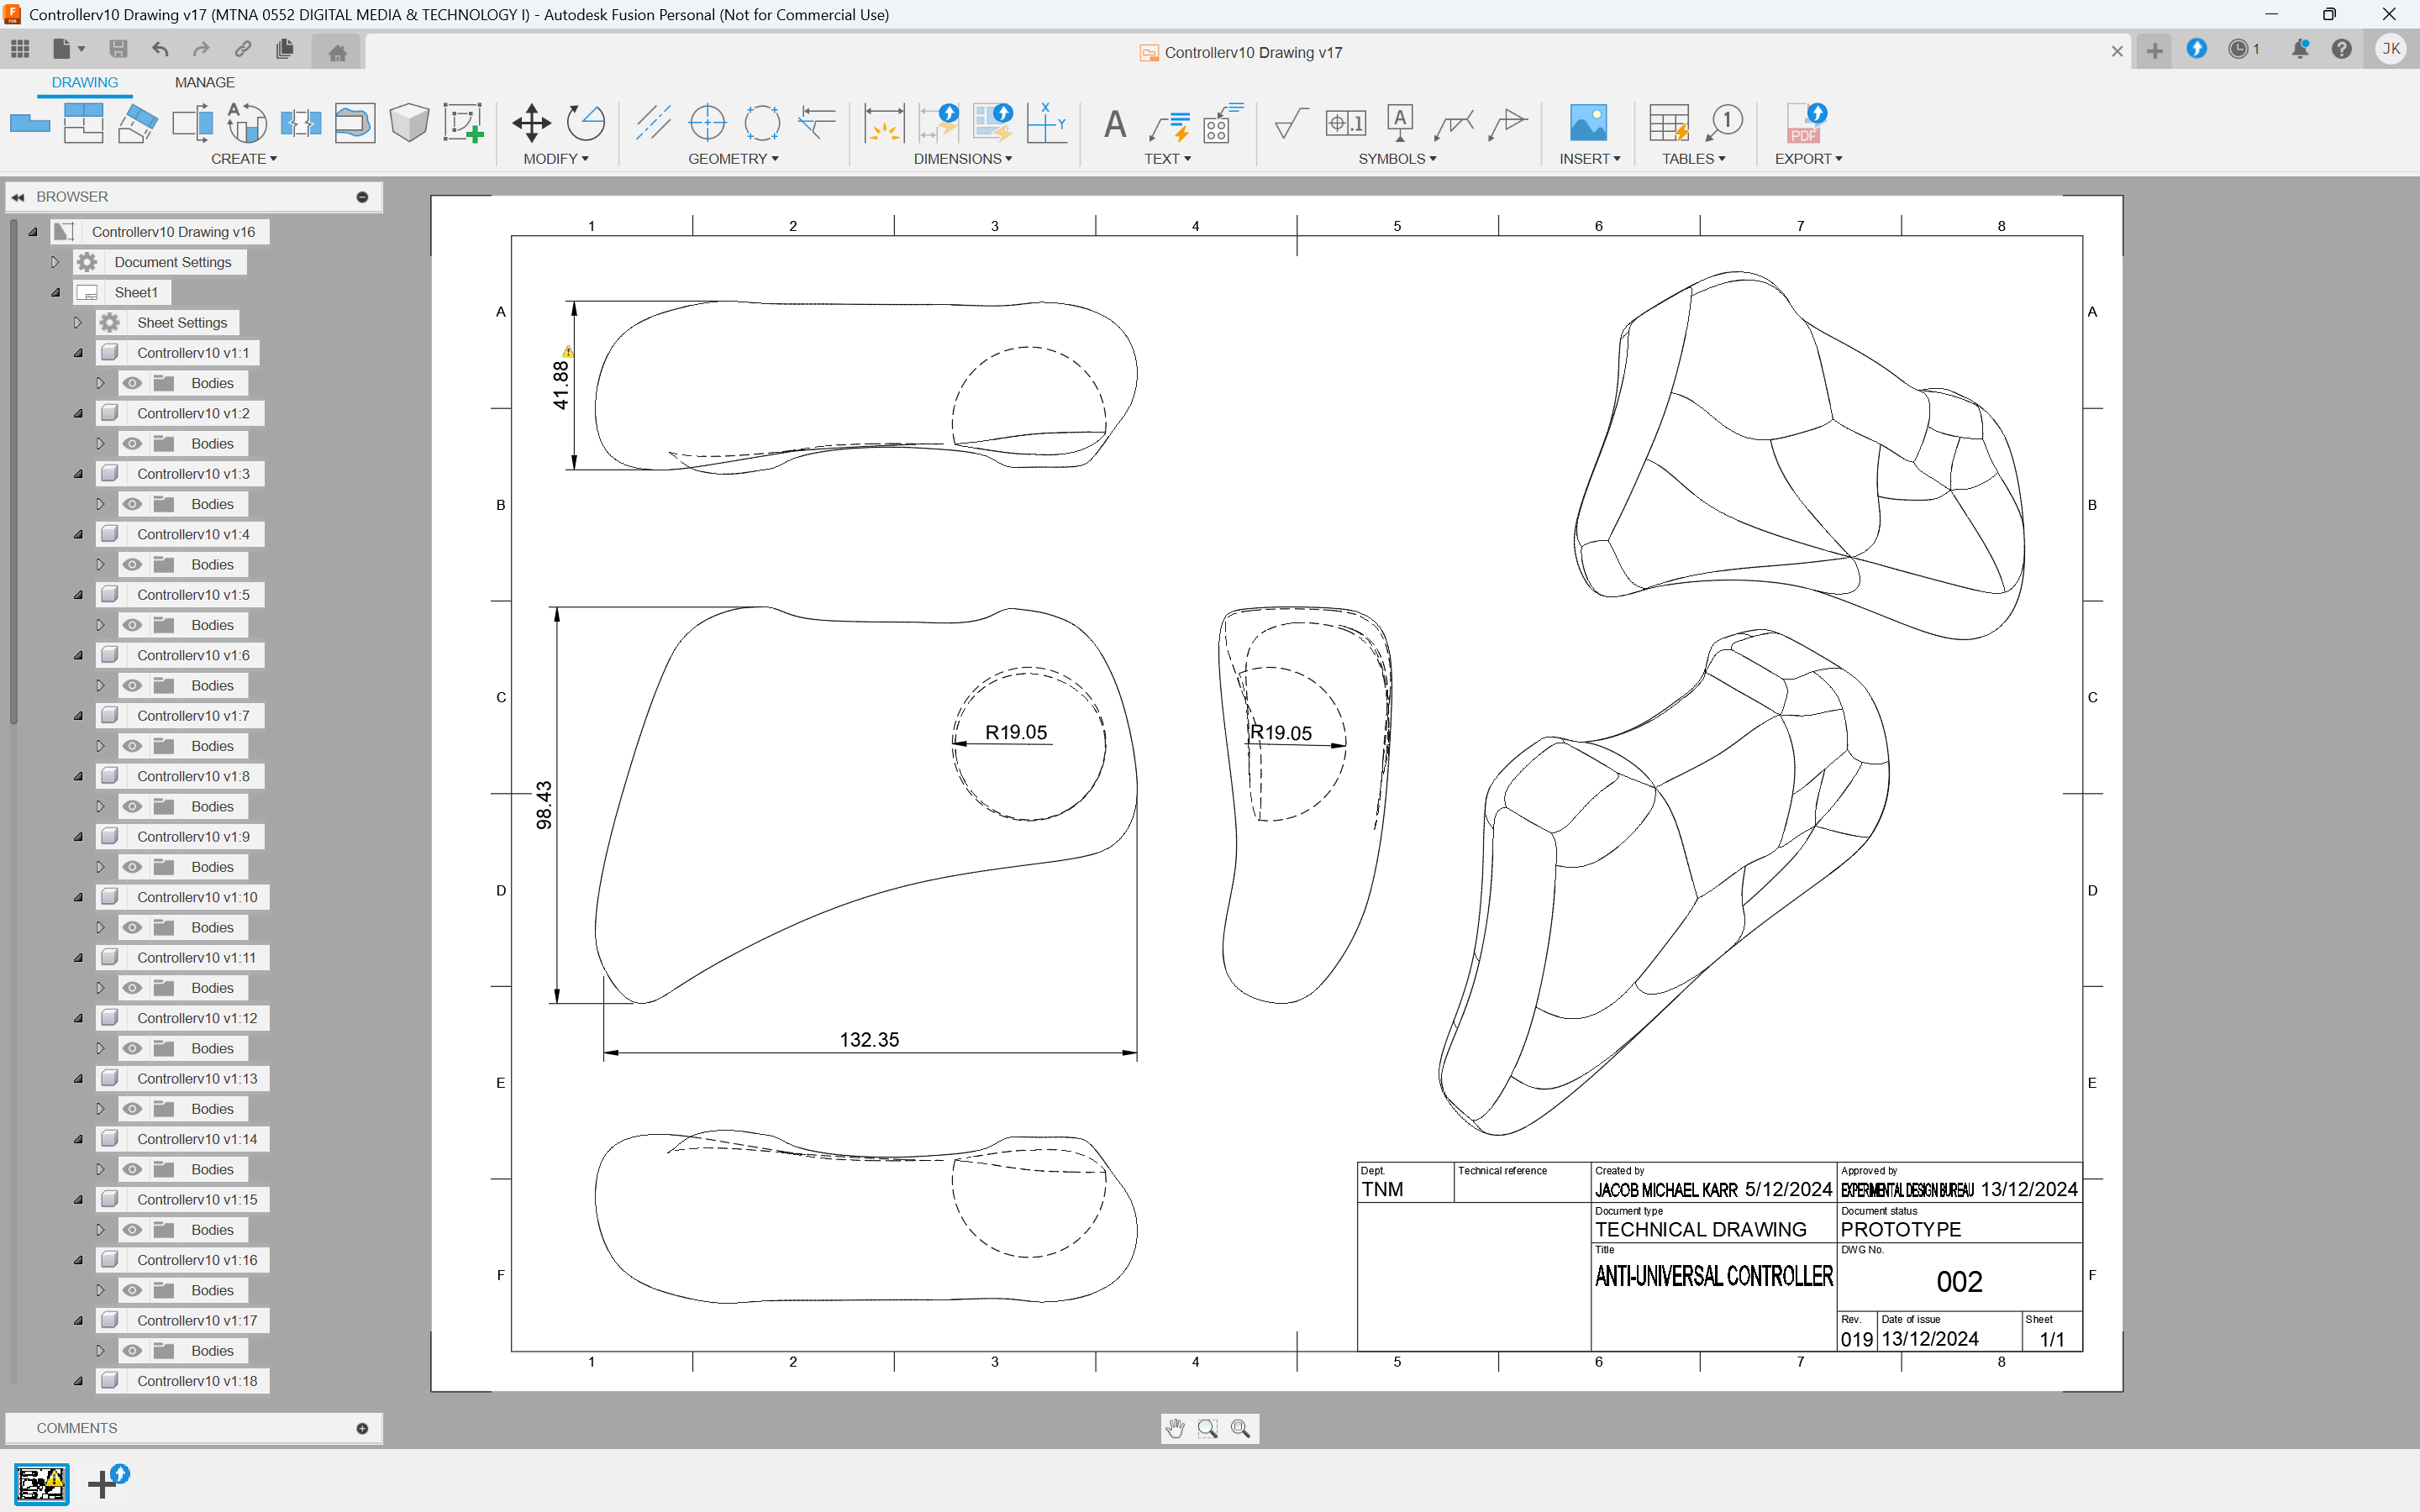 Controllerv10 Drawing v17 (MTNA 0552 DIGITAL MEDIA & TECHNOLOGY I) - Autodesk Fusion Personal (Not for Commercial Use)
Controllerv10 Drawing v17
1
JK
DRAWING
MANAGE
CREATE
MODIFY
GEOMETRY
DIMENSIONS
TEXT
SYMBOLS
INSERT
TABLES
EXPORT
BROWSER
Controllerv10 Drawing v16
Document Settings
Sheet1
Sheet Settings
Controllerv10 v1:1
Bodies
Controllerv10 v1:2
Bodies
Controllerv10 v1:3
Bodies
Controllerv10 v1:4
Bodies
Controllerv10 v1:5
Bodies
Controllerv10 v1:6
Bodies
Controllerv10 v1:7
Bodies
Controllerv10 v1:8
Bodies
Controllerv10 v1:9
Bodies
Controllerv10 v1:10
Bodies
Controllerv10 v1:11
Bodies
Controllerv10 v1:12
Bodies
Controllerv10 v1:13
Bodies
Controllerv10 v1:14
Bodies
Controllerv10 v1:15
Bodies
Controllerv10 v1:16
Bodies
Controllerv10 v1:17
Bodies
Controllerv10 v1:18
COMMENTS
1 2 3 4 5 6 7 8
A A
B B
C C
D D
E E
F F
41.88
98.43
R19.05
R19.05
132.35
Dept.
TNM
Technical reference
Created by
JACOB MICHAEL KARR 5/12/2024
Approved by
EXPERIMENTAL DESIGN BUREAU 13/12/2024
Document type
TECHNICAL DRAWING
Document status
PROTOTYPE
Title
ANTI-UNIVERSAL CONTROLLER
DWG No.
002
Rev.
019
Date of issue
13/12/2024
Sheet
1/1
1 2 3 4 5 6 7 8